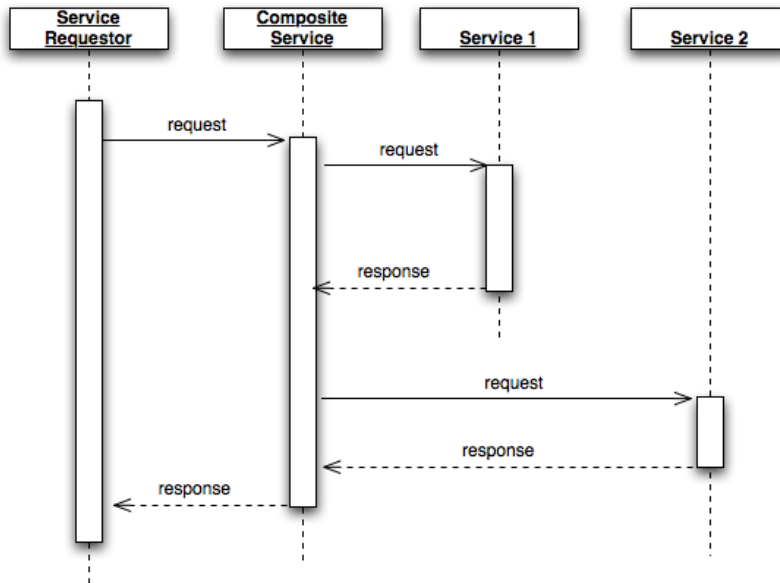 Service
Requestor
Composite
Service
Service 1
Service 2
request
request
response
request
response
response